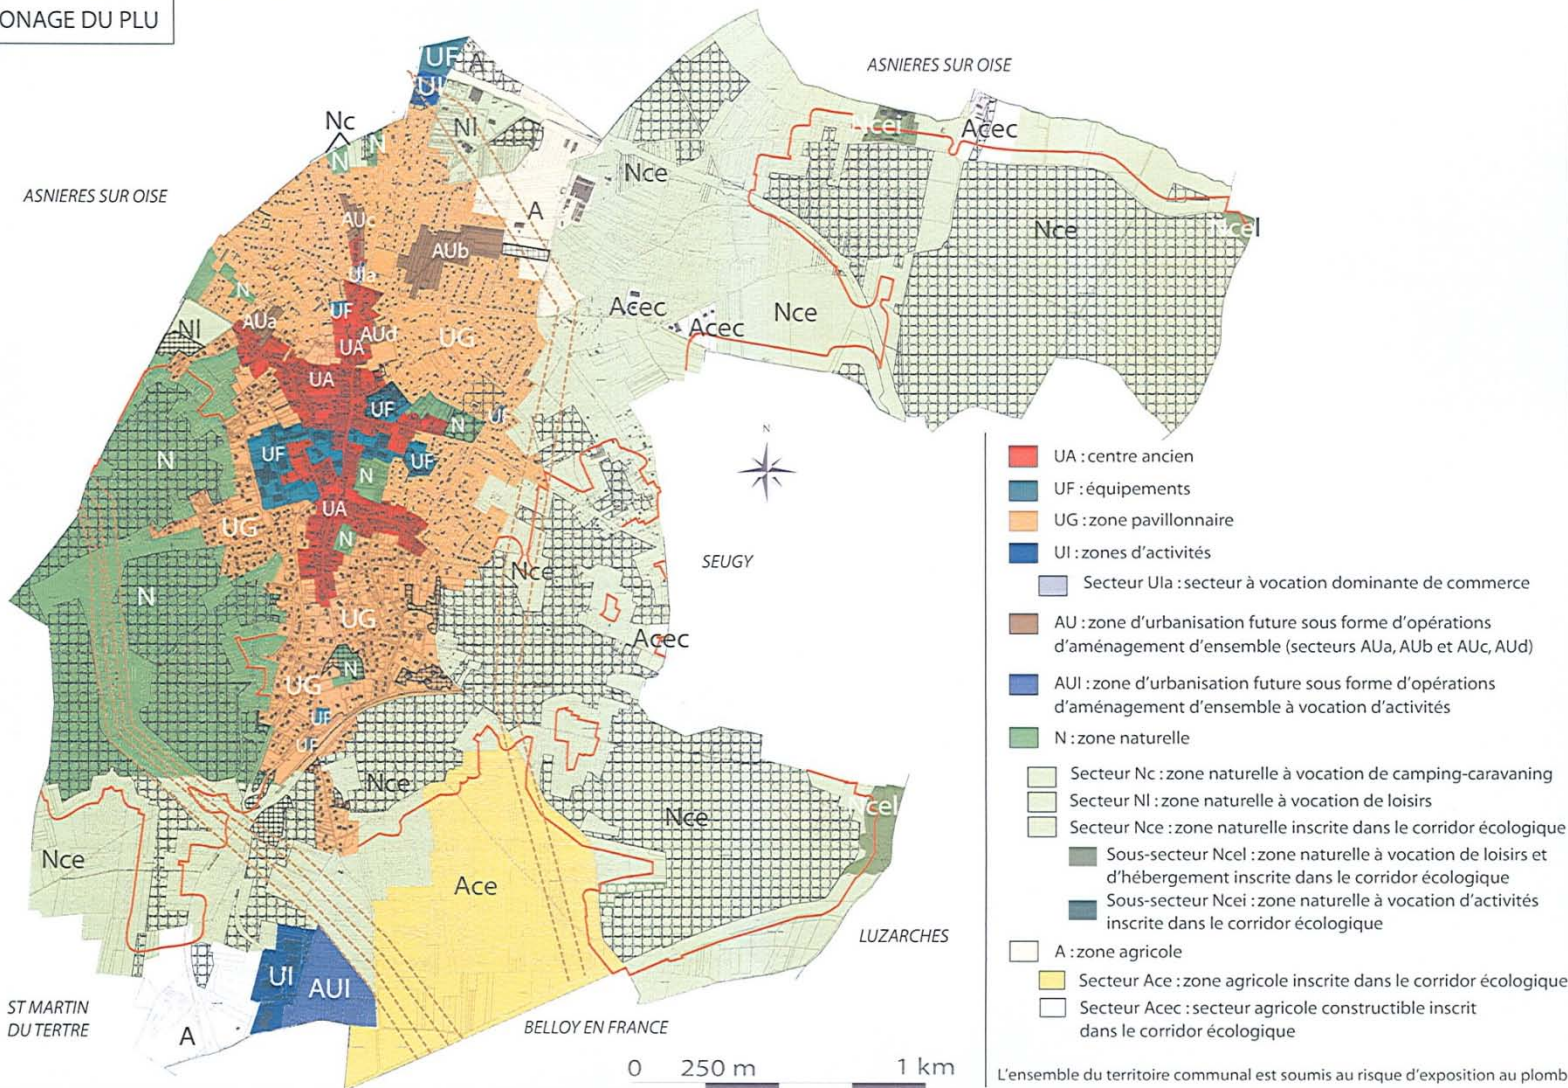 ONAGE DU PLU
ASNIERES SUR OISE
UF
A
UI
Nc
Nl
N
N
Ncei
Acec
ASNIERES SUR OISE
Nce
A
AUc
Nce
Ncel
AUb
UIa
N
UF
Acec
Nce
AUa
Nl
AUd
UG
Acec
UA
UA
UF
UF
N
N
UF
UF
N
N
UA
UG
N
SEUGY
Nce
N
UG
Acec
N
UG
UF
UF
Nce
Nce
Ncel
Nce
Ace
LUZARCHES
UI
AUI
ST MARTIN
DU TERTRE
A
BELLOY EN FRANCE
0 250 m 1 km
UA : centre ancien
UF : équipements
UG : zone pavillonnaire
UI : zones d'activités
Secteur UIa : secteur à vocation dominante de commerce
AU : zone d'urbanisation future sous forme d'opérations
d'aménagement d'ensemble (secteurs AUa, AUb et AUc, AUd)
AUI : zone d'urbanisation future sous forme d'opérations
d'aménagement d'ensemble à vocation d'activités
N : zone naturelle
Secteur Nc : zone naturelle à vocation de camping-caravaning
Secteur Nl : zone naturelle à vocation de loisirs
Secteur Nce : zone naturelle inscrite dans le corridor écologique
Sous-secteur Ncel : zone naturelle à vocation de loisirs et
d'hébergement inscrite dans le corridor écologique
Sous-secteur Ncei : zone naturelle à vocation d'activités
inscrite dans le corridor écologique
A : zone agricole
Secteur Ace : zone agricole inscrite dans le corridor écologique
Secteur Acec : secteur agricole constructible inscrit
dans le corridor écologique
L'ensemble du territoire communal est soumis au risque d'exposition au plomb